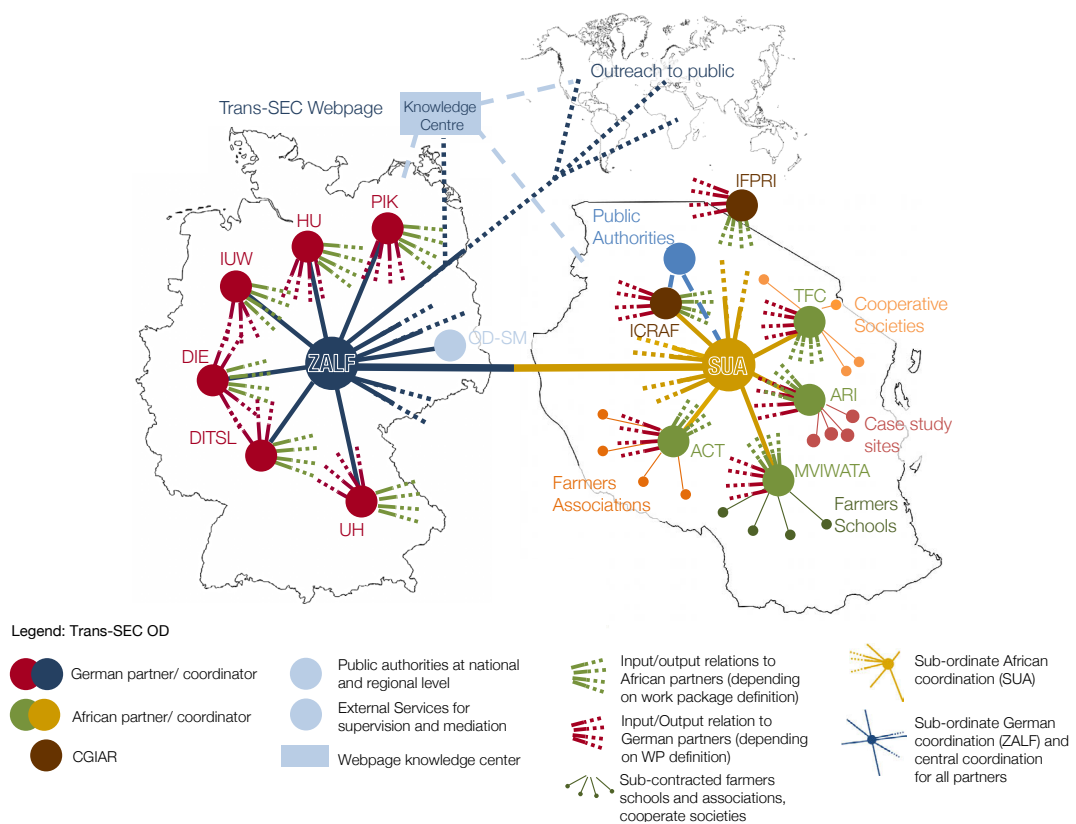 Outreach to public
Trans-SEC Webpage
Knowledge
Centre
IFPRI
PIK
HU
Public
Authorities
IUW
TFC
Cooperative
Societies
ICRAF
OD-SM
DIE
ZALF
SUA
ARI
Case study
sites
DITSL
ACT
MVIWATA
Farmers
Associations
Farmers
Schools
UH
Legend: Trans-SEC OD
German partner/ coordinator
African partner/ coordinator
CGIAR
Public authorities at national
and regional level
External Services for
supervision and mediation
Webpage knowledge center
Input/output relations to
African partners (depending
on work package definition)
Input/Output relation to
German partners (depending
on WP definition)
Sub-contracted farmers
schools and associations,
cooperate societies
Sub-ordinate African
coordination (SUA)
Sub-ordinate German
coordination (ZALF) and
central coordination
for all partners